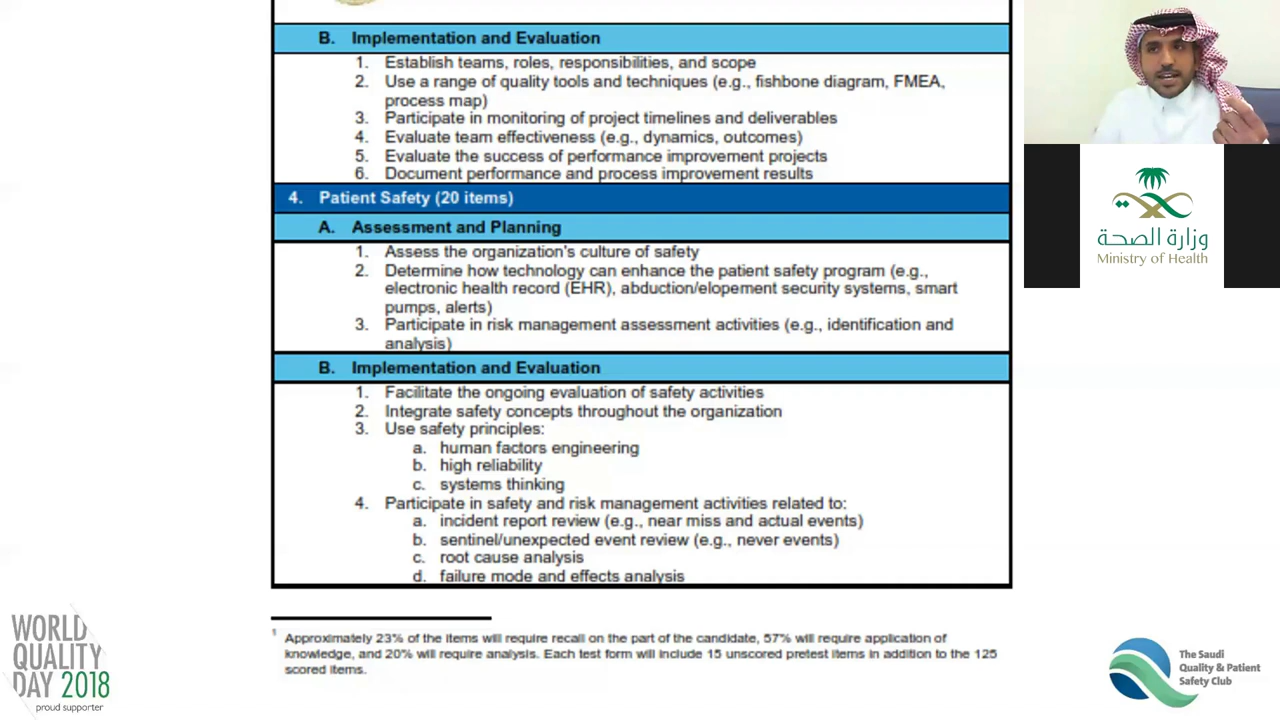 B. Implementation and Evaluation
1. Establish teams, roles, responsibilities, and scope
2. Use a range of quality tools and techniques (e.g., fishbone diagram, FMEA,
process map)
3. Participate in monitoring of project timelines and deliverables
4. Evaluate team effectiveness (e.g., dynamics, outcomes)
5. Evaluate the success of performance improvement projects
6. Document performance and process improvement results
4. Patient Safety (20 items)
A. Assessment and Planning
1. Assess the organization's culture of safety
2. Determine how technology can enhance the patient safety program (e.g.,
electronic health record (EHR), abduction/elopement security systems, smart
pumps, alerts)
3. Participate in risk management assessment activities (e.g., identification and
analysis)
B. Implementation and Evaluation
1. Facilitate the ongoing evaluation of safety activities
2. Integrate safety concepts throughout the organization
3. Use safety principles:
a. human factors engineering
b. high reliability
c. systems thinking
4. Participate in safety and risk management activities related to:
a. incident report review (e.g., near miss and actual events)
b. sentinel/unexpected event review (e.g., never events)
c. root cause analysis
d. failure mode and effects analysis
1 Approximately 23% of the items will require recall on the part of the candidate, 57% will require application of
knowledge, and 20% will require analysis. Each test form will include 15 unscored pretest items in addition to the 125
scored items.
وزارة الصحة
Ministry of Health
WORLD
QUALITY
DAY 2018
proud supporter
The Saudi
Quality & Patient
Safety Club